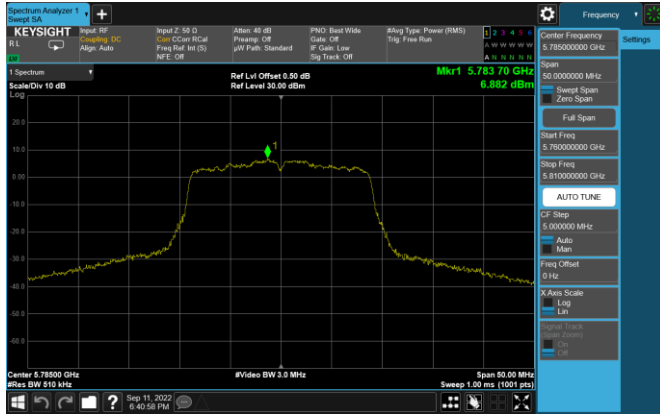 Spectrum Analyzer 1
Swept SA
+
Frequency
KEYSIGHT
RL
Input: RF
Coupling: DC
Align: Auto
Input Z: 50 Ω
Corr CCorr RCal
Freq Ref: Int (S)
NFE: Off
Atten: 40 dB
Preamp: Off
µW Path: Standard
PNO: Best Wide
Gate: Off
IF Gain: Low
Sig Track: Off
#Avg Type: Power (RMS)
Trig: Free Run
1 2 3 4 5 6
A W W W W W
A N N N N N
1 Spectrum
Scale/Div 10 dB
Log
Ref Lvl Offset 0.50 dB
Ref Level 30.00 dBm
Mkr1 5.783 70 GHz
6.882 dBm
20.0
10.0
0.00
-10.0
-20.0
-30.0
-40.0
-50.0
-60.0
1
Center 5.78500 GHz
#Res BW 510 kHz
#Video BW 3.0 MHz
Span 50.00 MHz
Sweep 1.00 ms (1001 pts)
Sep 11, 2022
6:40:58 PM
?
Center Frequency
5.785000000 GHz
Settings
Span
50.0000000 MHz
Swept Span
Zero Span
Full Span
Start Freq
5.760000000 GHz
Stop Freq
5.810000000 GHz
AUTO TUNE
CF Step
5.000000 MHz
Auto
Man
Freq Offset
0 Hz
X Axis Scale
Log
Lin
Signal Track
(Span Zoom)
On
Off